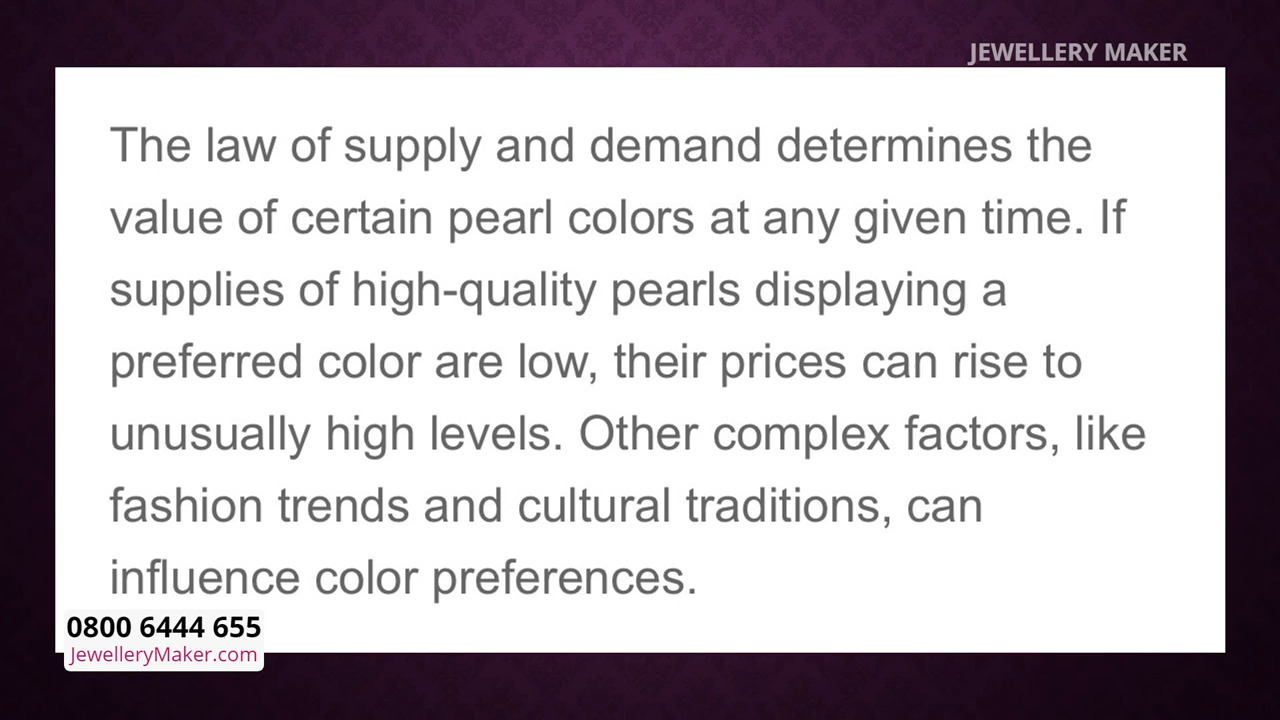 JEWELLERY MAKER
The law of supply and demand determines the
value of certain pearl colors at any given time. If
supplies of high-quality pearls displaying a
preferred color are low, their prices can rise to
unusually high levels. Other complex factors, like
fashion trends and cultural traditions, can
influence color preferences.
0800 6444 655
JewelleryMaker.com